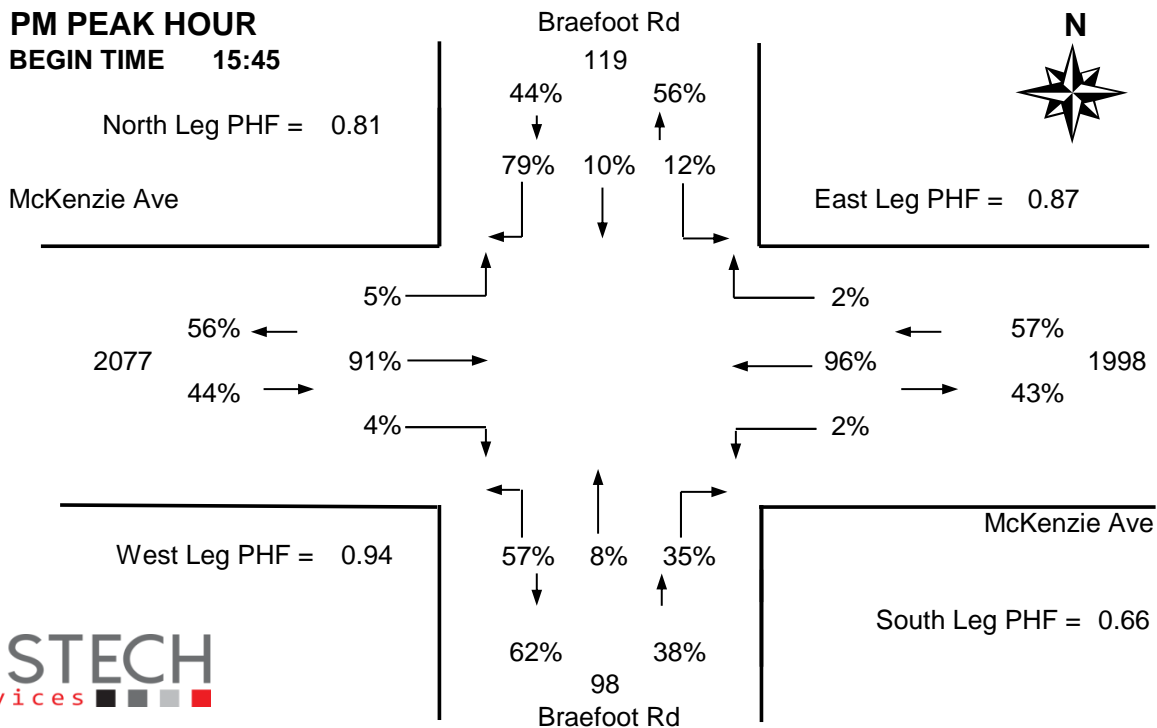 PM PEAK HOUR
BEGIN TIME 15:45
Braefoot Rd
119
N
44% 56%
North Leg PHF = 0.81
79% 10% 12%
McKenzie Ave
East Leg PHF = 0.87
5% 2%
56% 57%
2077 91% 96% 1998
44% 43%
4% 2%
McKenzie Ave
West Leg PHF = 0.94
57% 8% 35%
South Leg PHF = 0.66
62% 38%
98
Braefoot Rd
STECH
vices